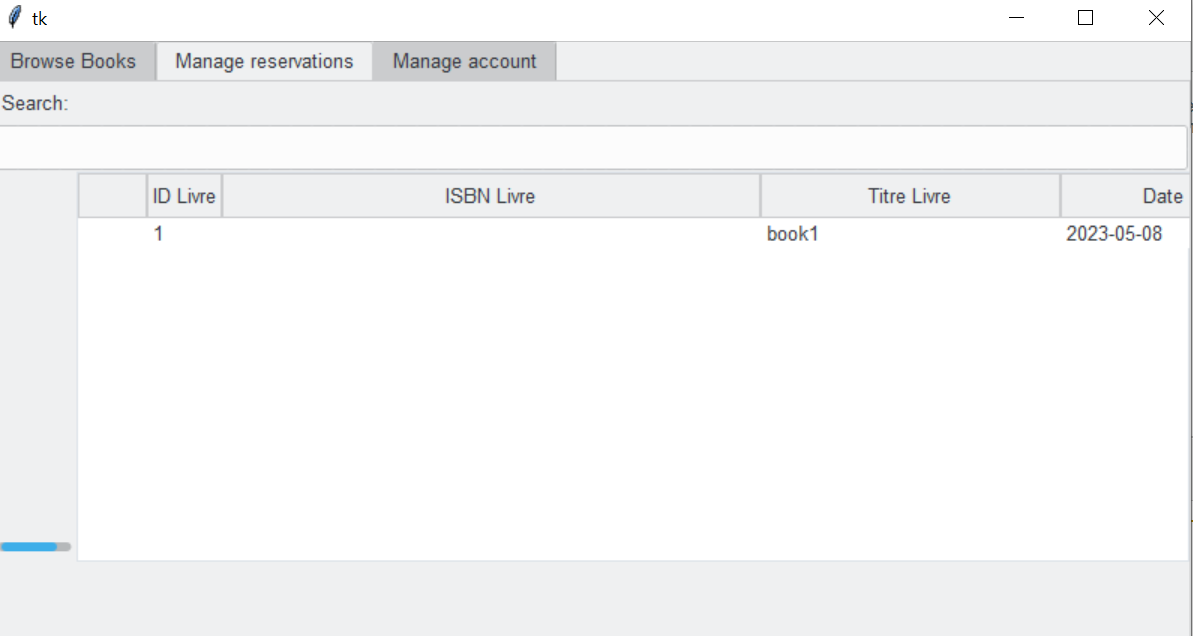 tk
Browse Books Manage reservations Manage account
Search:
ID Livre ISBN Livre Titre Livre Date
1 book1 2023-05-08